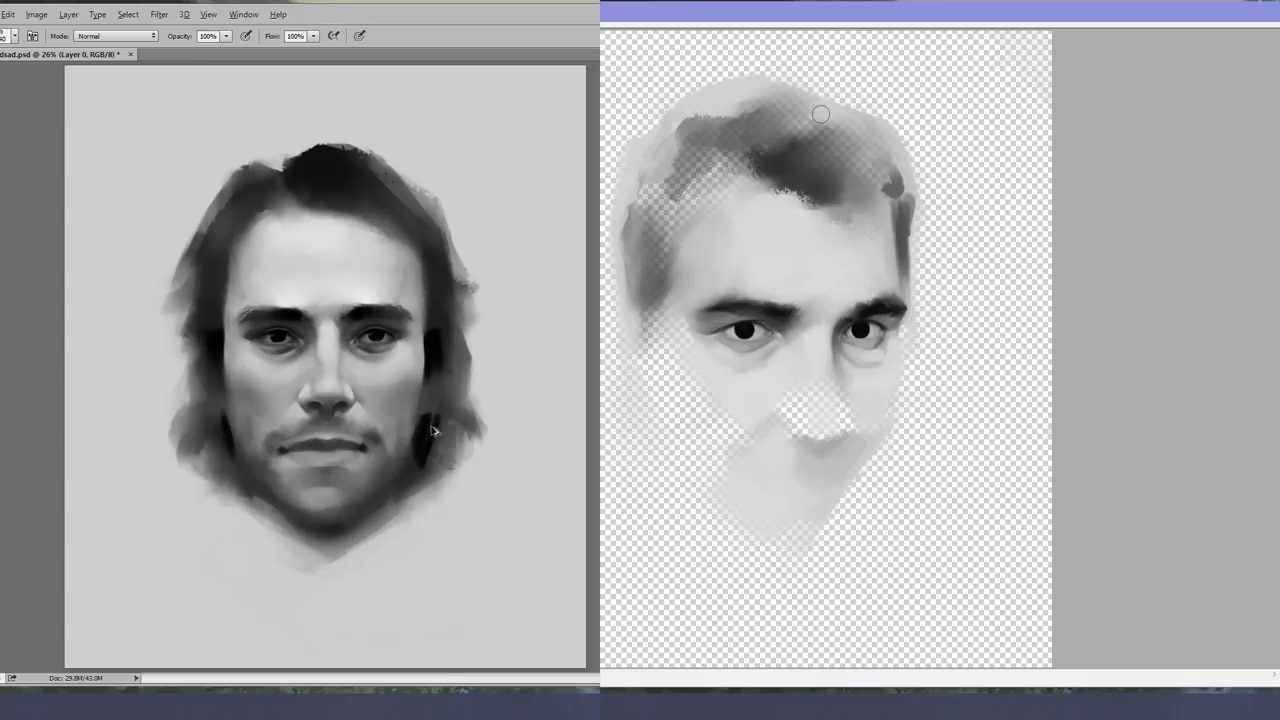 Edit Image Layer Type Select Filter 3D View Window Help
Mode: Normal Opacity: 100% Flow: 100%
dsad.psd @ 26% (Layer 0, RGB/8) * ×
Doc: 29.8M/43.0M